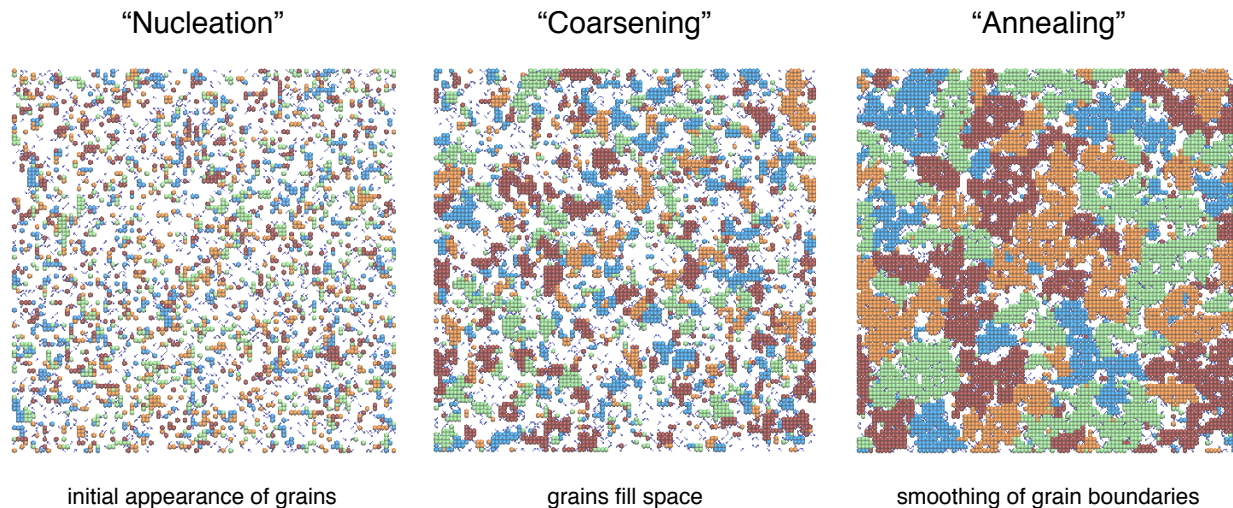 “Nucleation”
“Coarsening”
“Annealing”
initial appearance of grains
grains fill space
smoothing of grain boundaries